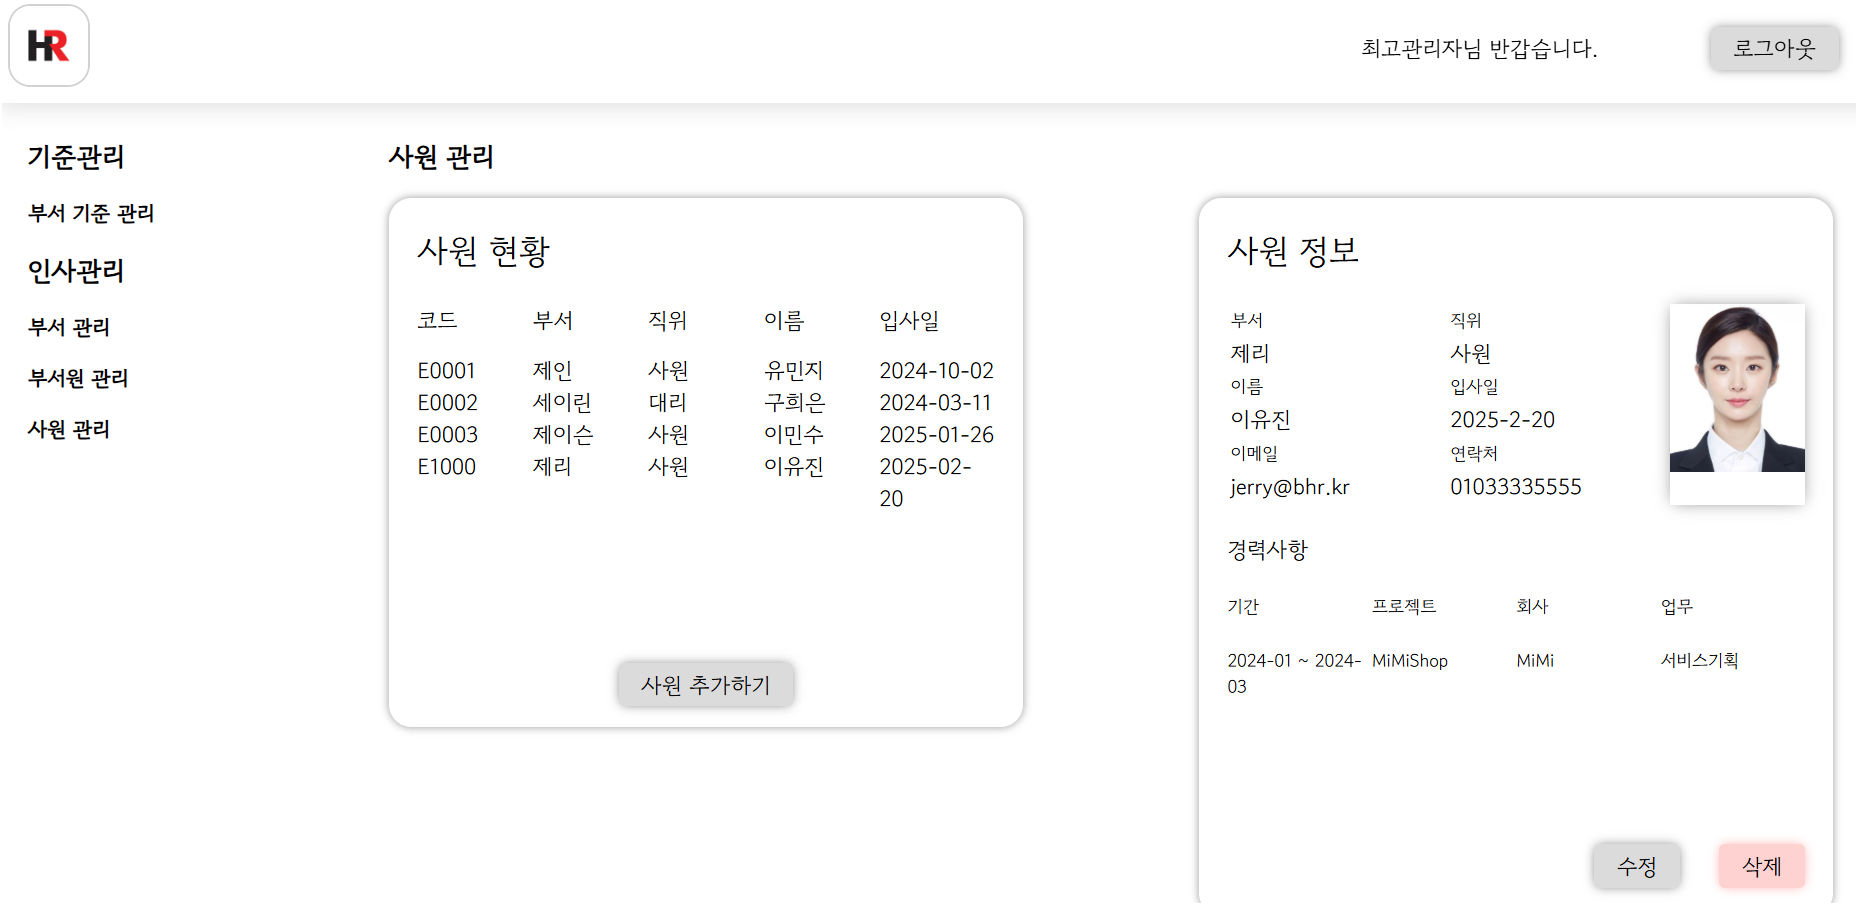 HR
최고관리자님 반갑습니다.
로그아웃
기준관리
부서 기준 관리
인사관리
부서 관리
부서원 관리
사원 관리
사원 관리
사원 현황
코드 부서 직위 이름 입사일
E0001 제인 사원 유민지 2024-10-02
E0002 세이린 대리 구희은 2024-03-11
E0003 제이슨 사원 이민수 2025-01-26
E1000 제리 사원 이유진 2025-02-
20
사원 추가하기
사원 정보
부서 직위
제리 사원
이름 입사일
이유진 2025-2-20
이메일 연락처
jerry@bhr.kr 01033335555
경력사항
기간 프로젝트 회사 업무
2024-01 ~ 2024- MiMiShop MiMi 서비스기획
03
수정 삭제